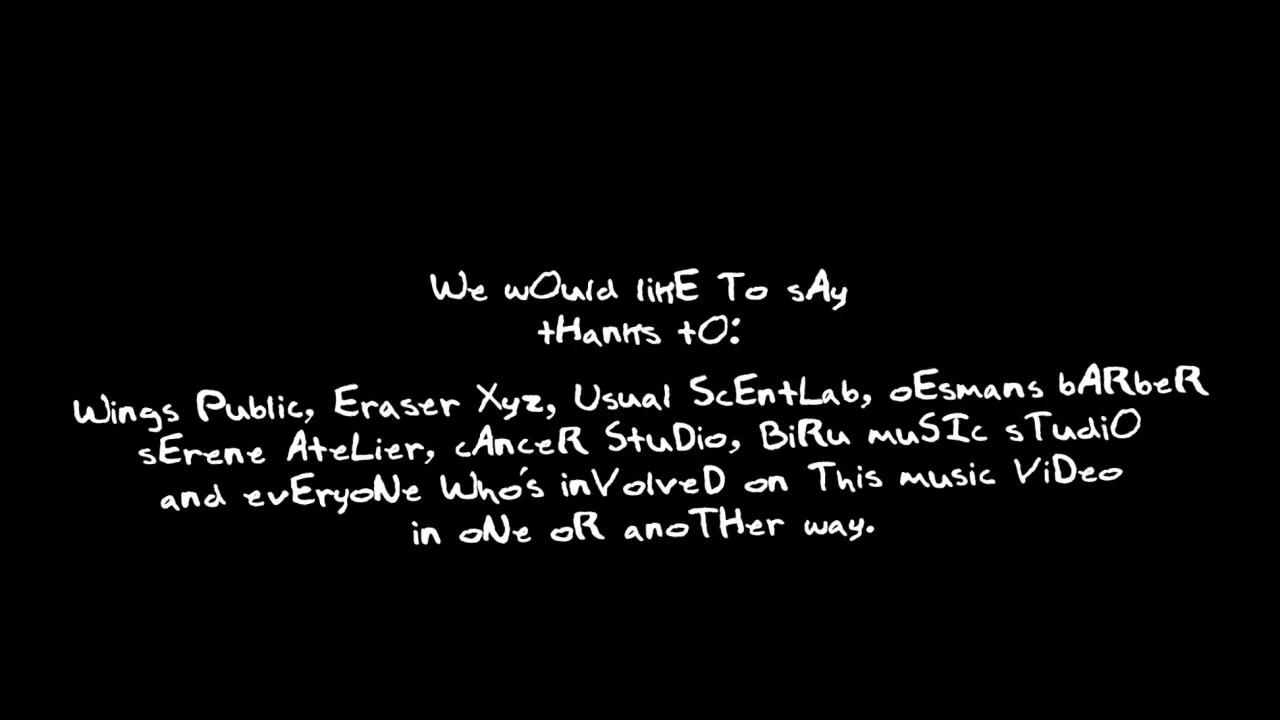 We wOuld likE To sAy
tHanks tO:
Wings Public, Eraser Xyz, Usual ScEntLab, oEsmans bARbeR
sErene AteLier, cAnceR StuDio, BiRu muSIc sTudiO
and evEryoNe Who's inVolveD on This music ViDeo
in oNe oR anoTHer way.